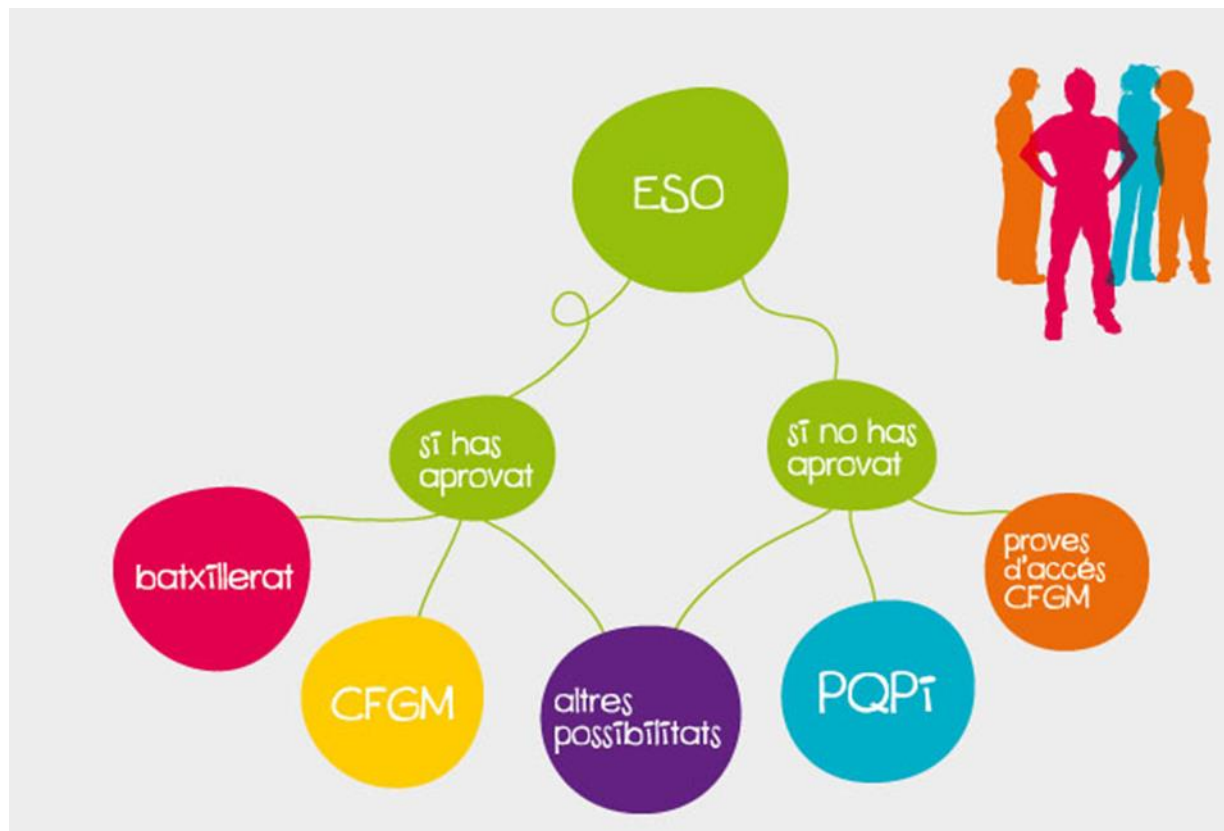 ESO
si has
aprovat
si no has
aprovat
batxillerat
CFGM
altres
possibilitats
PQPi
proves
d'accés
CFGM